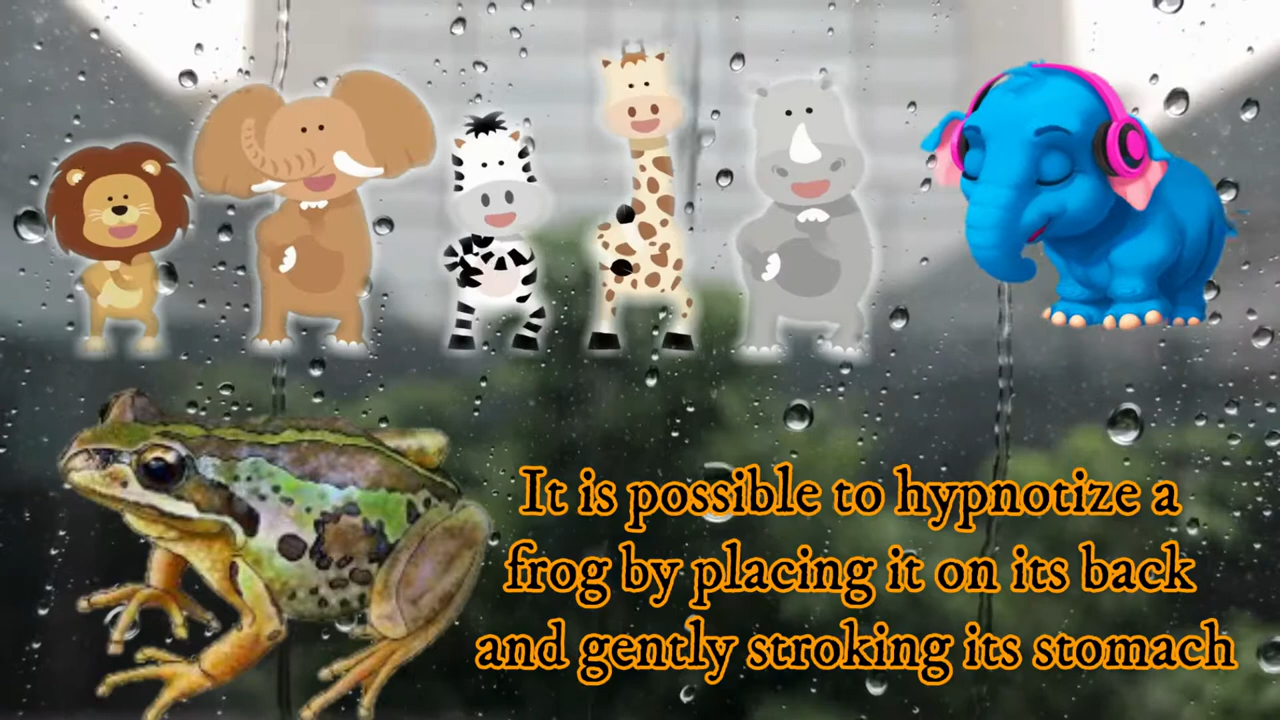 It is possible to hypnotize a
frog by placing it on its back
and gently stroking its stomach